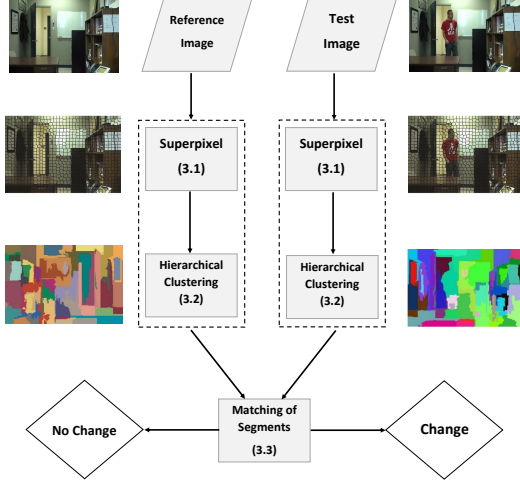 Reference
Image
Test
Image
Superpixel
(3.1)
Superpixel
(3.1)
Hierarchical
Clustering
(3.2)
Hierarchical
Clustering
(3.2)
Matching of
Segments
(3.3)
No Change
Change